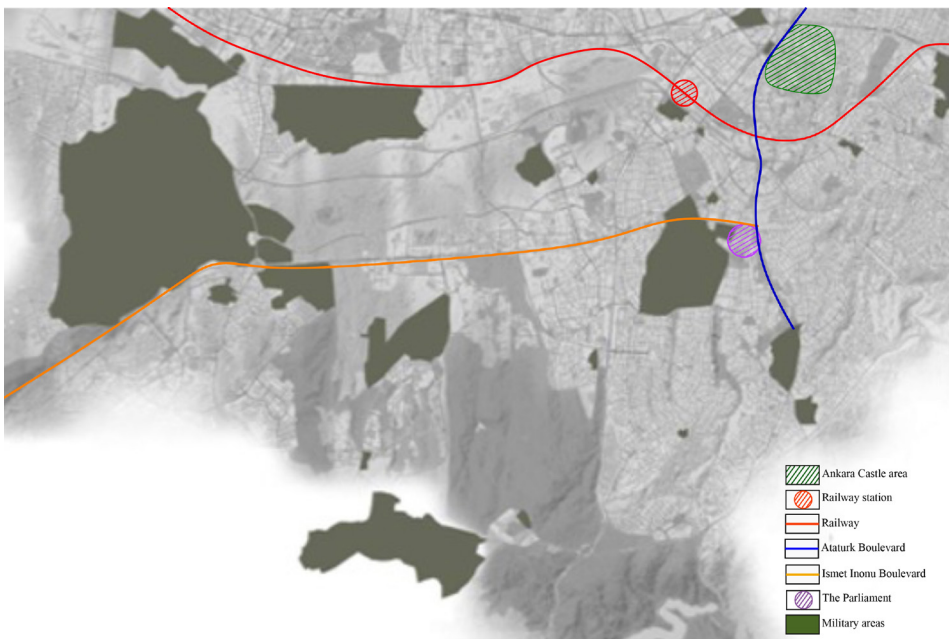 Ankara Castle area
Railway station
Railway
Ataturk Boulevard
Ismet Inonu Boulevard
The Parliament
Military areas